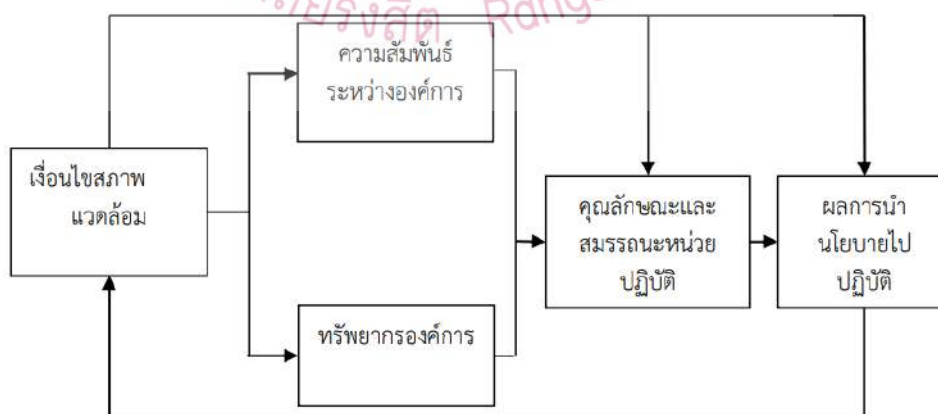 ความสัมพันธ์
ระหว่างองค์การ
เงื่อนไขสภาพ
แวดล้อม
คุณลักษณะและ
สมรรถนะหน่วย
ปฏิบัติ
ผลการนำ
นโยบายไป
ปฏิบัติ
ทรัพยากรองค์การ